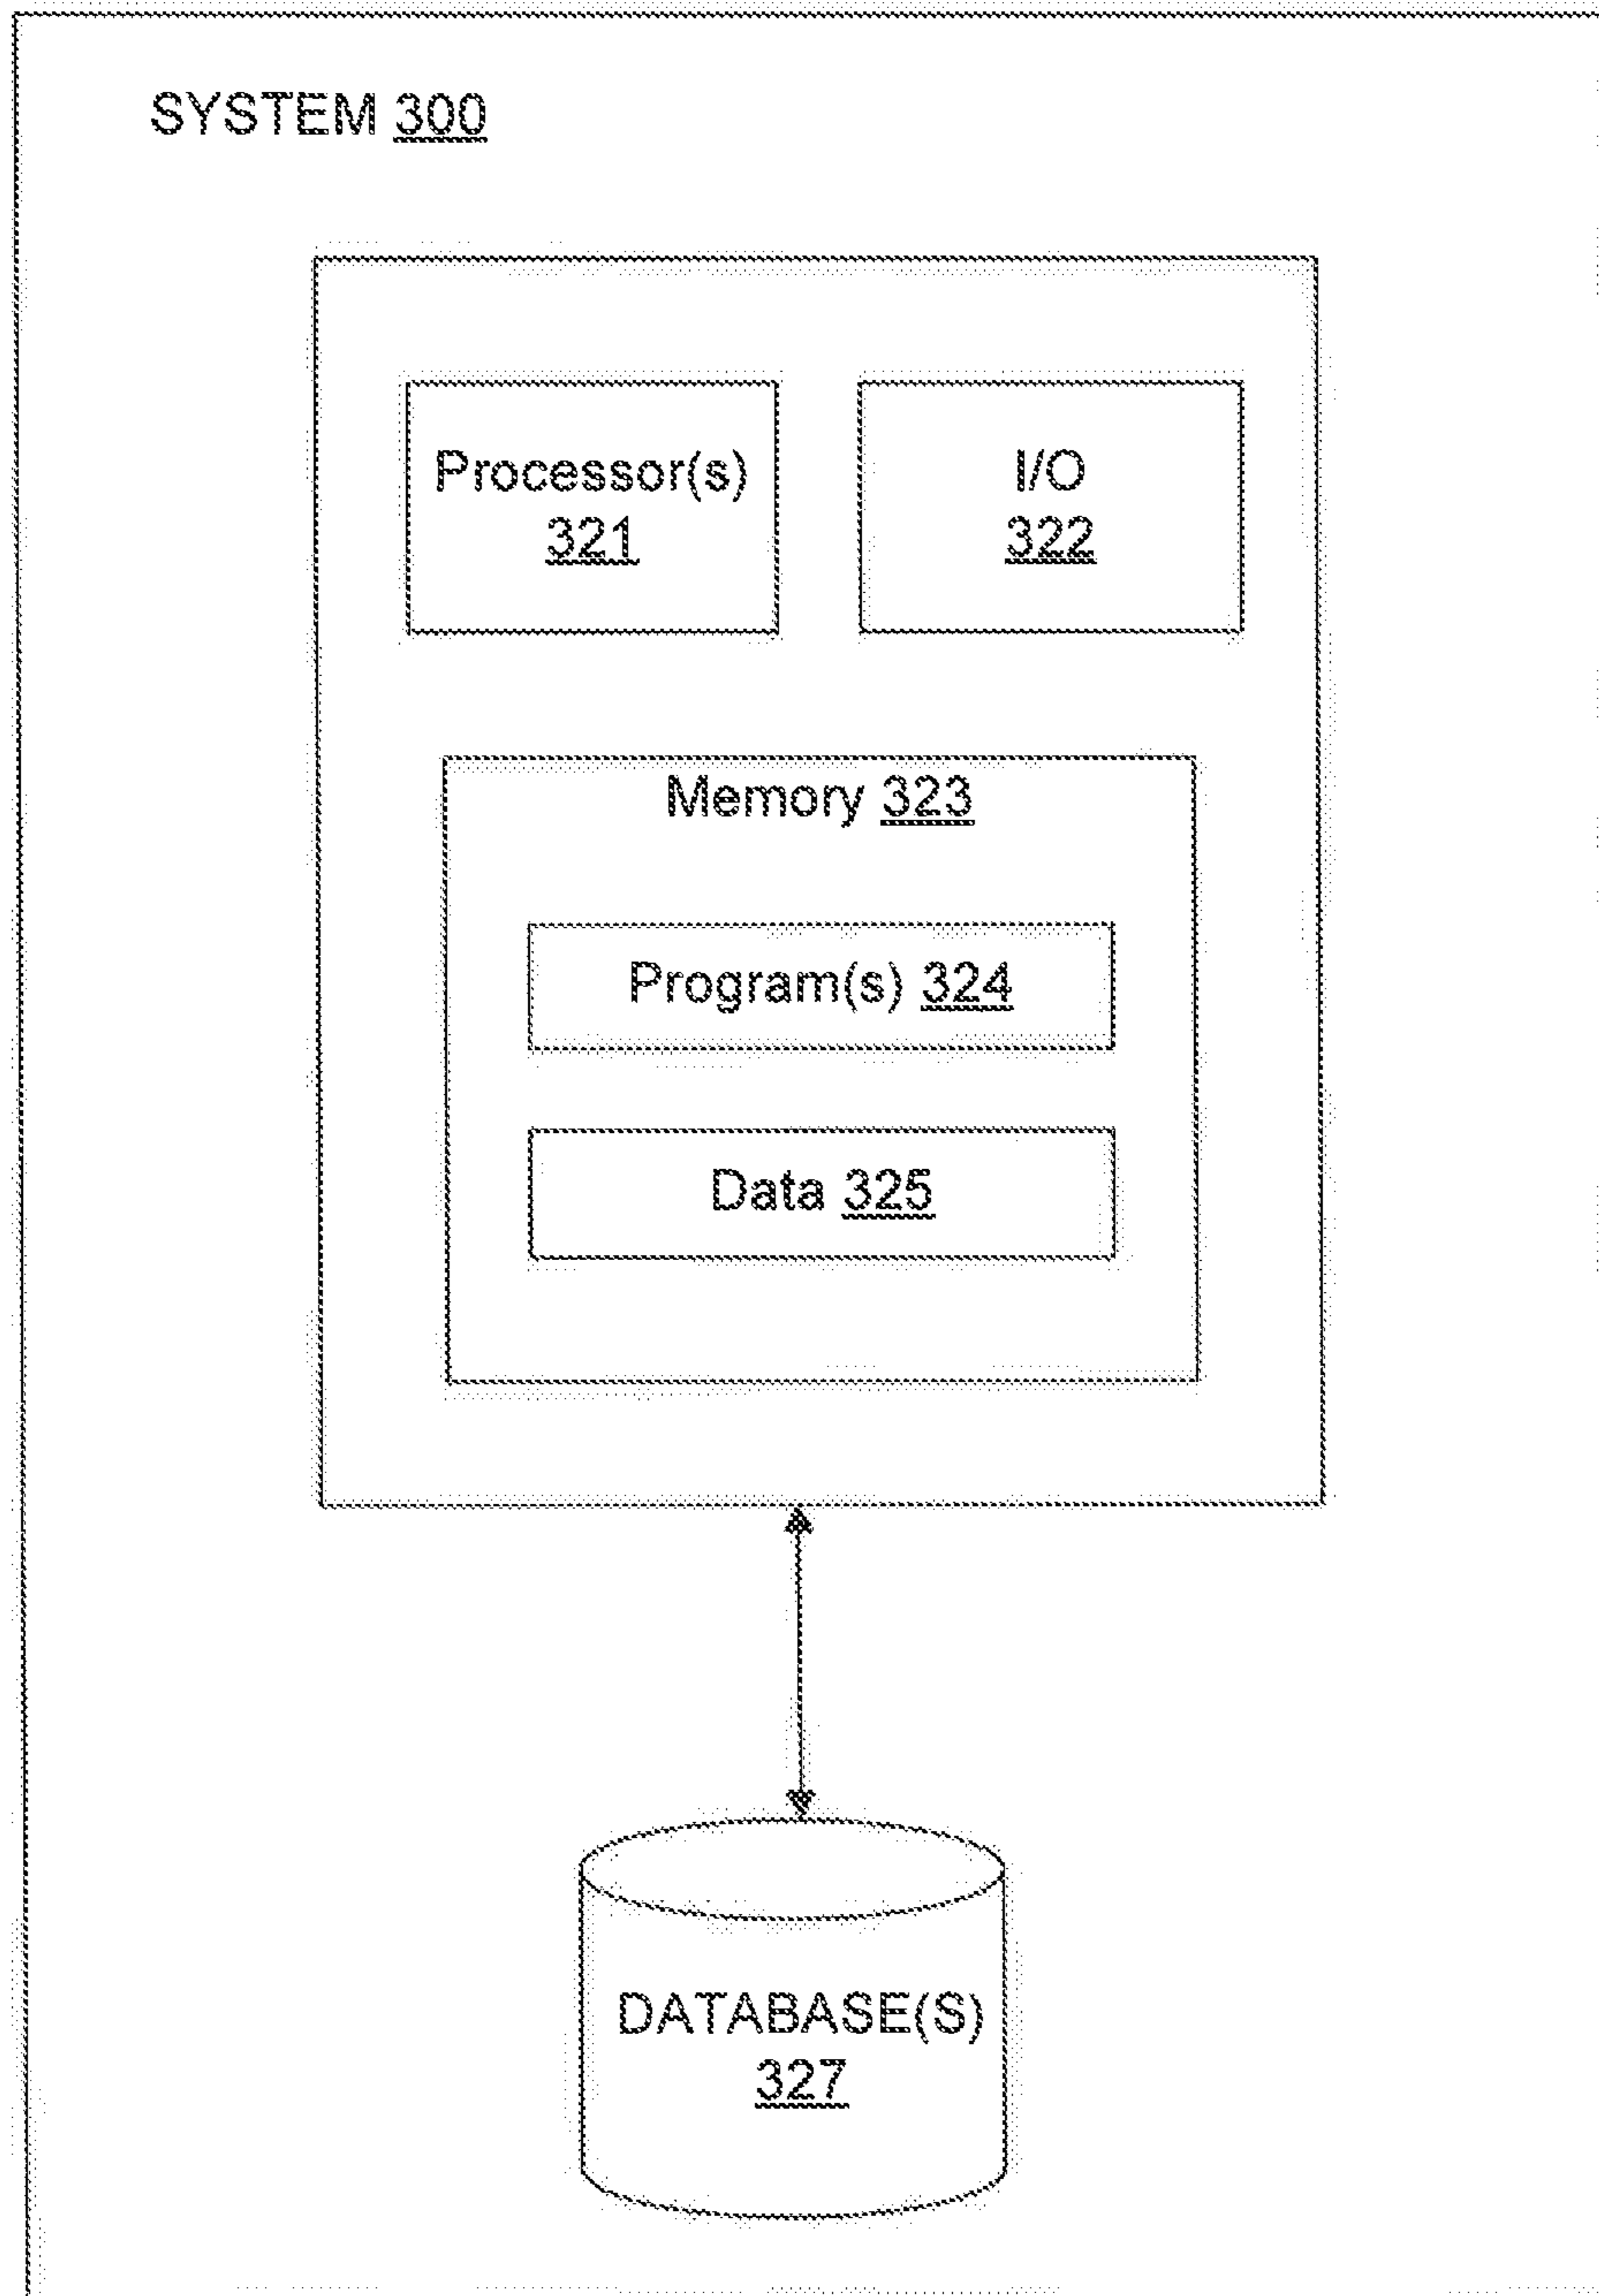 SYSTEM 300
Processor(s)
321
I/O
322
Memory 323
Program(s) 324
Data 325
DATABASE(S)
327